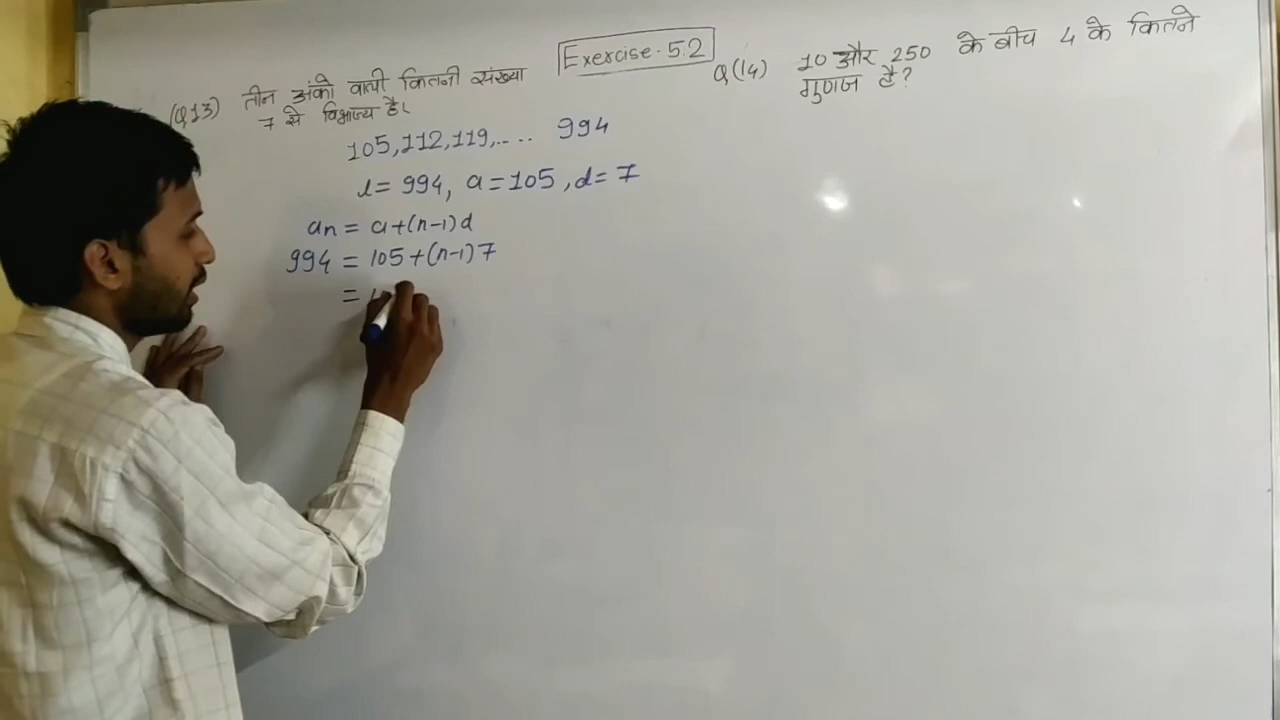 Exercise-5.2
(Q13) तीन अंको वाली कितनी संख्या
7 से विभाज्य है।
105,112,119,.... 994
l = 994, a = 105, d = 7
an = a+(n-1)d
994 = 105+(n-1)7
=
Q(14) 10 और 250 के बीच 4 के कितने
गुणज है?